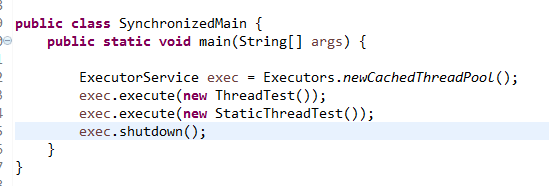 public class SynchronizedMain {
public static void main(String[] args) {
ExecutorService exec = Executors.newCachedThreadPool();
exec.execute(new ThreadTest());
exec.execute(new StaticThreadTest());
exec.shutdown();
}
}